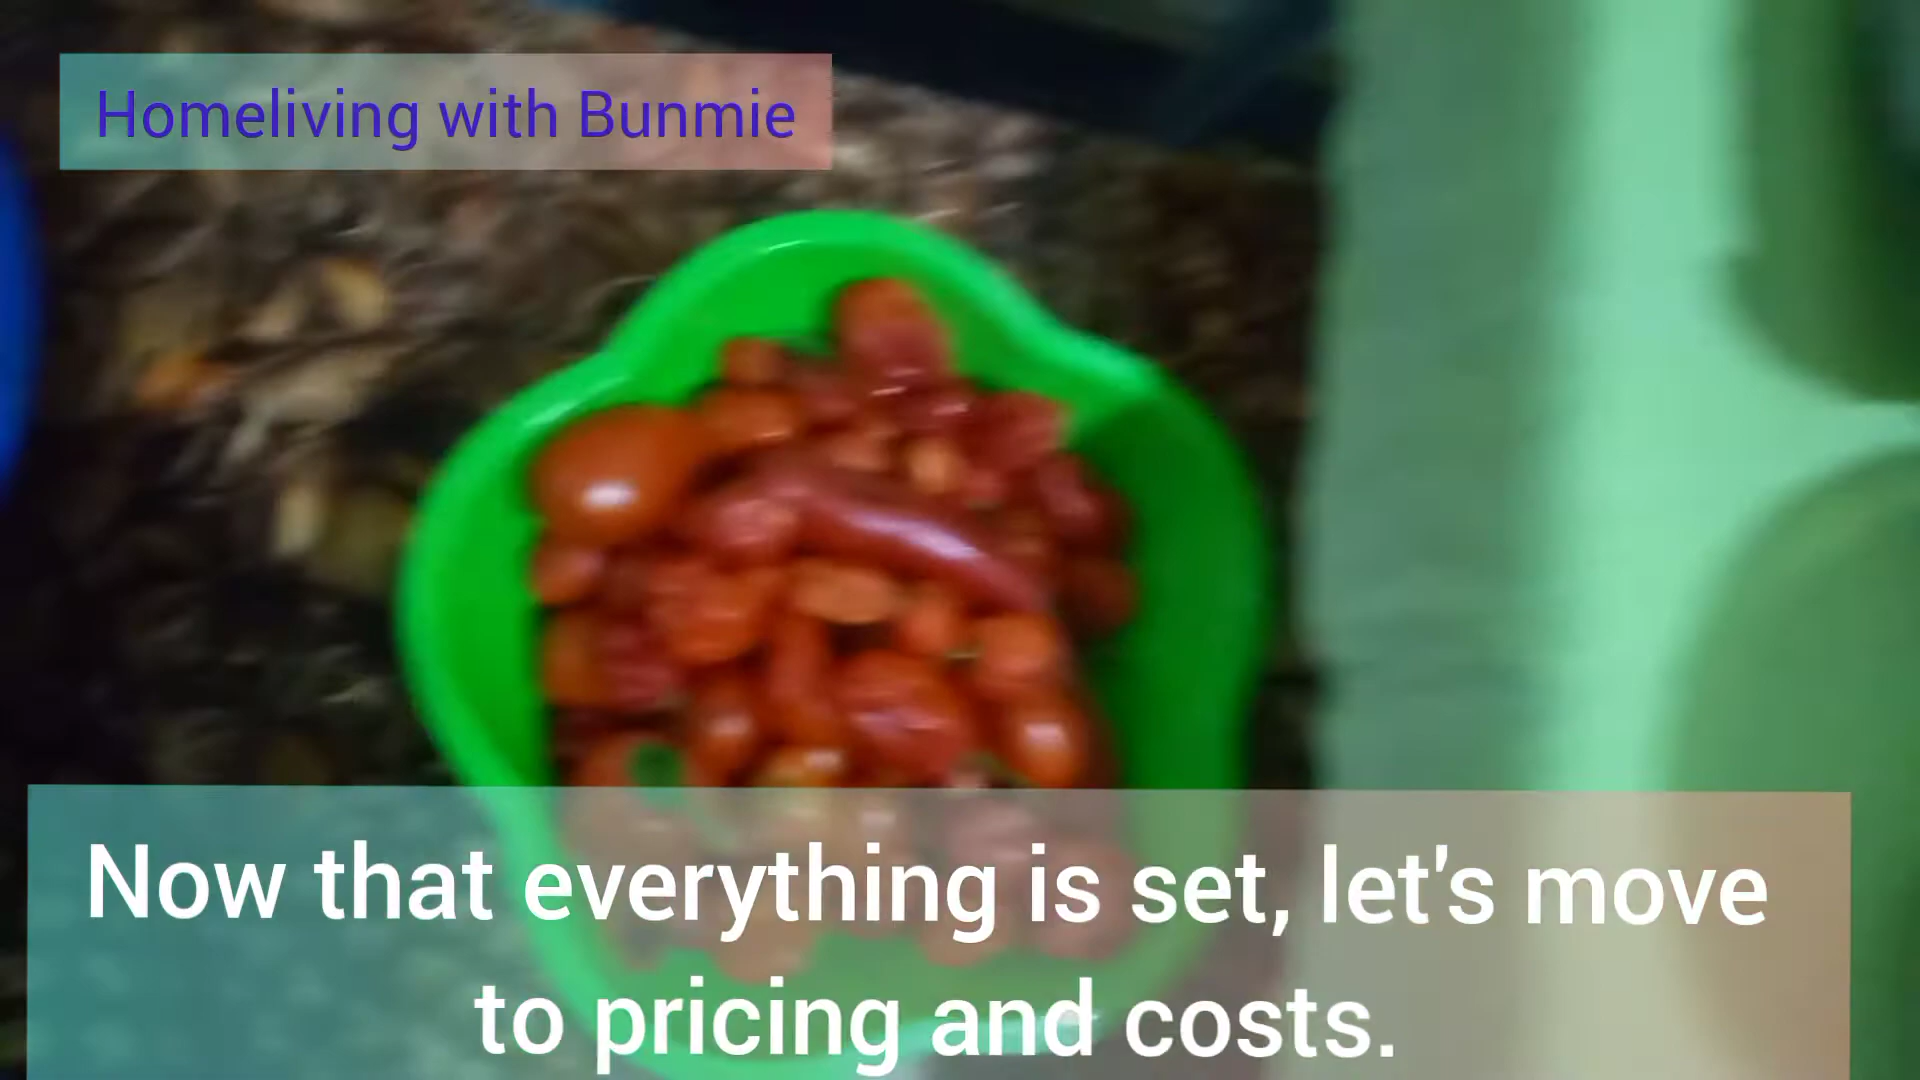 Homeliving with Bunmie
Now that everything is set, let's move
to pricing and costs.